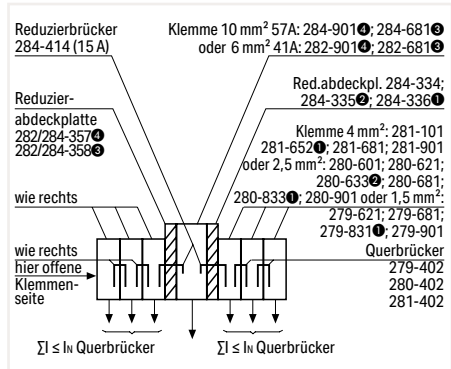 Reduzierbrücker
284-414 (15 A)
Klemme 10 mm² 57A: 284-901❹; 284-681❸
oder 6 mm² 41A: 282-901❹; 282-681❸
Red.abdeckpl. 284-334;
284-335❷; 284-336❶
Reduzier-
abdeckplatte
282/284-357❹
282/284-358❸
Klemme 4 mm²: 281-101
281-652❶; 281-681; 281-901
oder 2,5 mm²: 280-601; 280-621;
280-633❷; 280-681;
280-833❶; 280-901 oder 1,5 mm²:
279-621; 279-681;
279-831❶; 279-901
wie rechts
wie rechts
hier offene
Klemmen-
seite
Querbrücker
279-402
280-402
281-402
∑I ≤ IN Querbrücker
∑I ≤ IN Querbrücker